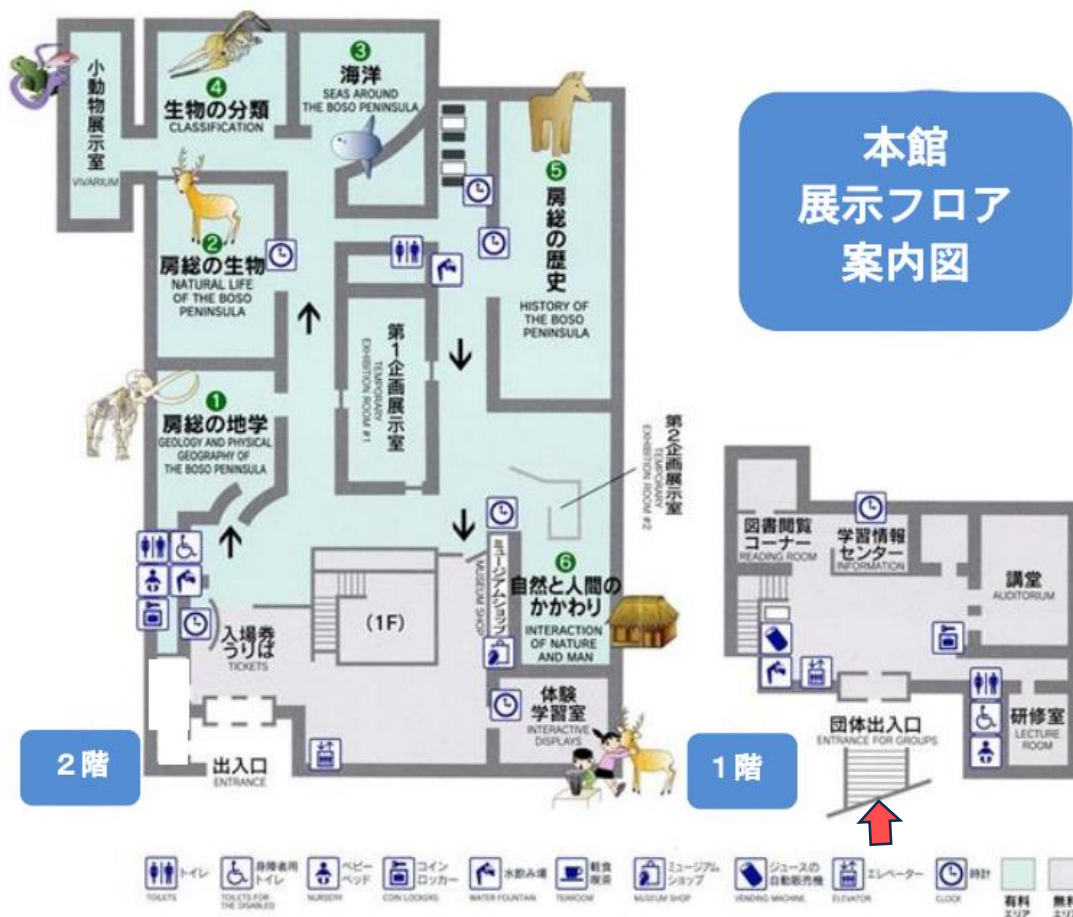 本館
展示フロア
案内図
小動物展示室
VIVARIUM
4
生物の分類
CLASSIFICATION
3
海洋
SEAS AROUND
THE BOSO PENINSULA
5
房総の歴史
HISTORY OF
THE BOSO
PENINSULA
2
房総の生物
NATURAL LIFE
OF THE BOSO
PENINSULA
第1企画展示室
TEMPORARY
EXHIBITION ROOM #1
1
房総の地学
GEOLOGY AND PHYSICAL
GEOGRAPHY OF
THE BOSO PENINSULA
第2企画展示室
TEMPORARY
EXHIBITION ROOM #2
6
自然と人間の
かかわり
INTERACTION
OF NATURE
AND MAN
ミュージアムショップ
MUSEUM SHOP
(1F)
入場券
うりば
TICKETS
体験
学習室
INTERACTIVE
DISPLAYS
出入口
ENTRANCE
2階
図書閲覧
コーナー
READING ROOM
学習情報
センター
INFORMATION
講堂
AUDITORIUM
団体出入口
ENTRANCE FOR GROUPS
研修室
LECTURE
ROOM
1階
トイレ
TOILETS
身障者用
トイレ
TOILETS FOR
THE DISABLED
ベビー
ベッド
NURSERY
コイン
ロッカー
COIN LOCKERS
水飲み場
WATER FOUNTAIN
軽食
喫茶
TEAROOM
ミュージアム
ショップ
MUSEUM SHOP
ジュースの
自動販売機
VENDING MACHINE
エレベーター
ELEVATOR
時計
CLOCK
有料
エリア
無料
エリア